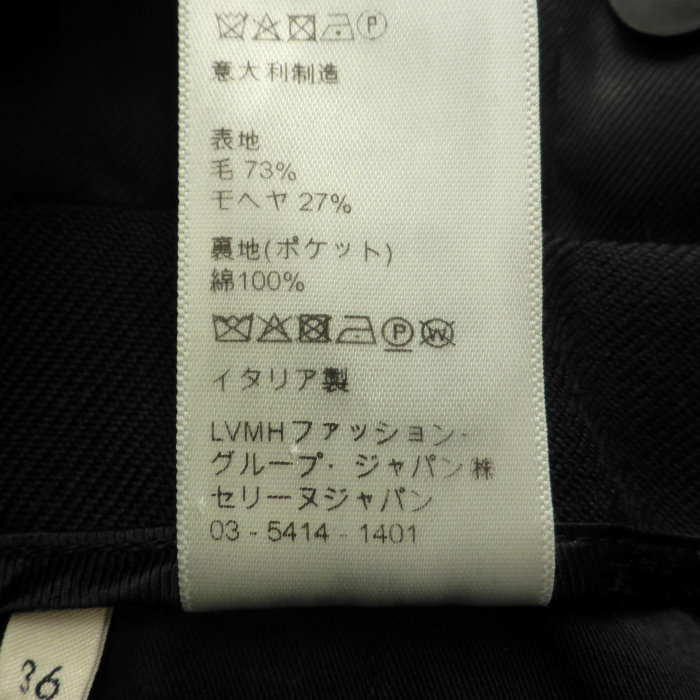 意大利制造
表地
毛 73%
モヘヤ 27%
裏地(ポケット)
綿100%
イタリア製
LVMHファッション・
グループ・ジャパン 株
セリーヌジャパン
03 - 5414 - 1401
36